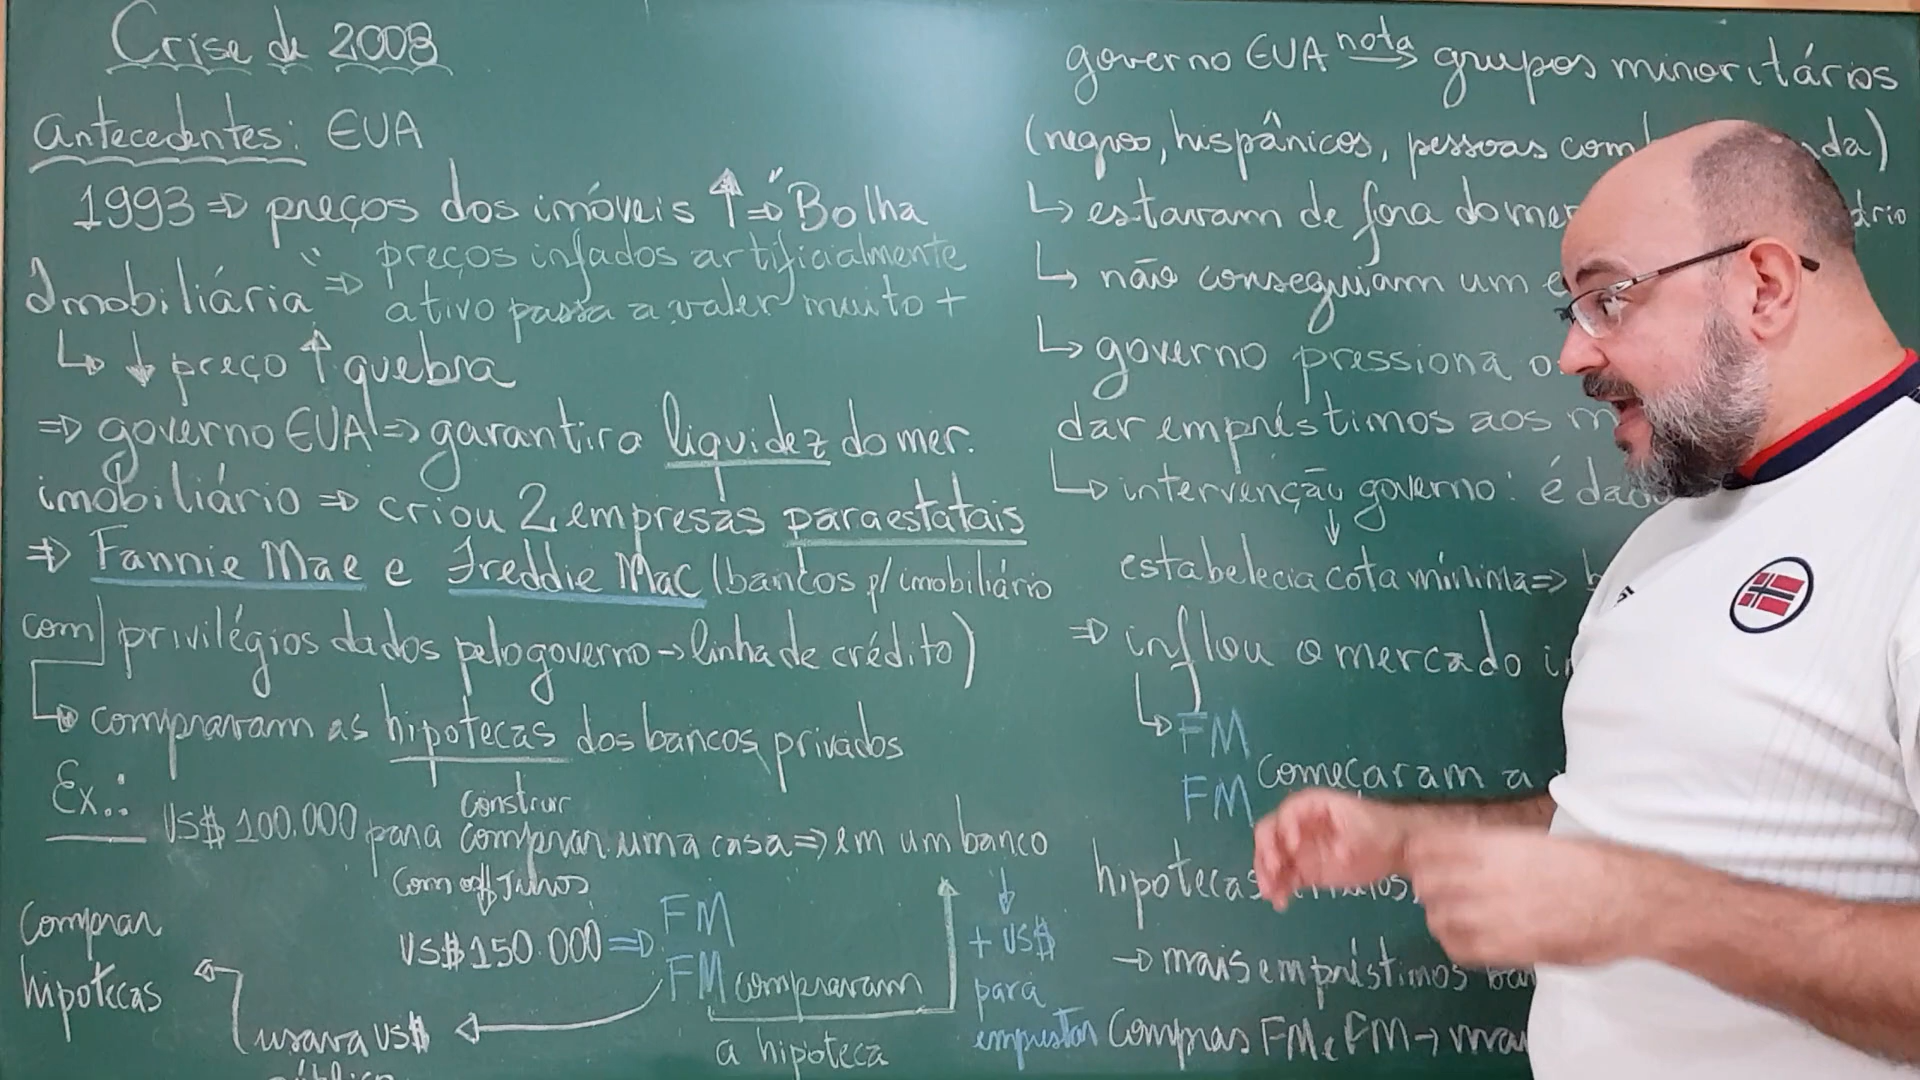 Crise de 2008
Antecedentes: EUA
1993 ⇒ preços dos imóveis ↑ ⇒ "Bolha
Imobiliária" ⇒ preços inflados artificialmente
ativo passa a valer muito +
↳ ↓ preço ↑ quebra
⇒ governo EUA ⇒ garantir a liquidez do mer.
imobiliário ⇒ criou 2 empresas paraestatais
⇒ Fannie Mae e Freddie Mac (bancos p/ imobiliário
com privilégios dados pelo governo → linha de crédito)
↳ compravam as hipotecas dos bancos privados
Ex.: US$ 100.000 para comprar uma casa ⇒ em um banco
construir
com os juros
US$ 150.000 ⇒ FM
FM compravam
a hipoteca
+ US$
para
emprestar
usava US$
comprar
hipotecas
governo EUA nota → grupos minoritários
(negros, hispânicos, pessoas com
↳ estavam de fora do
↳ não conseguiam um
↳ governo pressiona
dar empréstimos aos
↳ intervenção governo: é
↓
estabelecia cota mínima ⇒
⇒ inflou o mercado
↳ FM
FM começaram a
hipotecas
→ mais empréstimos
Compras FM e FM →